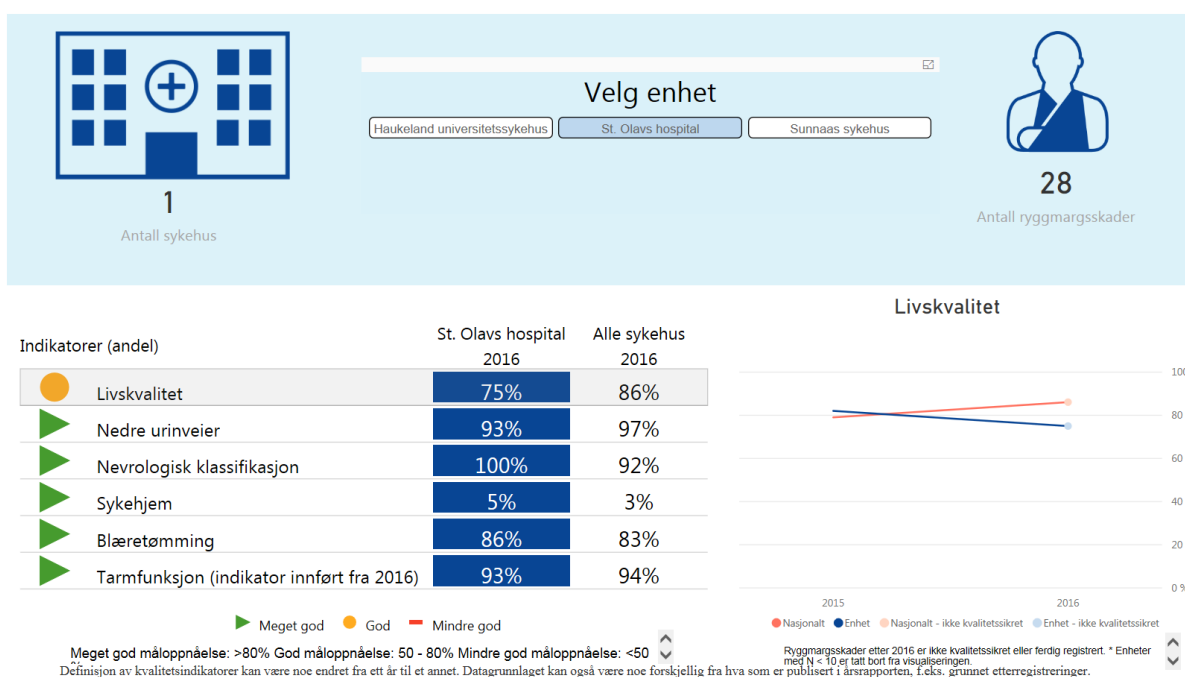 Velg enhet
Haukeland universitetssykehus
St. Olavs hospital
Sunnaas sykehus
1
Antall sykehus
28
Antall ryggmargsskader
Indikatorer (andel)
St. Olavs hospital 2016
Alle sykehus 2016
Livskvalitet 75% 86%
Nedre urinveier 93% 97%
Nevrologisk klassifikasjon 100% 92%
Sykehjem 5% 3%
Blæretømming 86% 83%
Tarmfunksjon (indikator innført fra 2016) 93% 94%
Meget god God Mindre god
Meget god måloppnåelse: >80% God måloppnåelse: 50 - 80% Mindre god måloppnåelse: <50
Livskvalitet
100
80
60
40
20
0 %
2015 2016
Nasjonalt Enhet Nasjonalt - ikke kvalitetssikret Enhet - ikke kvalitetssikret
Ryggmargsskader etter 2016 er ikke kvalitetssikret eller ferdig registrert. * Enheter
med N < 10 er tatt bort fra visualiseringen.
Definisjon av kvalitetsindikatorer kan være noe endret fra ett år til et annet. Datagrunnlaget kan også være noe forskjellig fra hva som er publisert i årsrapporten, f.eks. grunnet etterregistreringer.